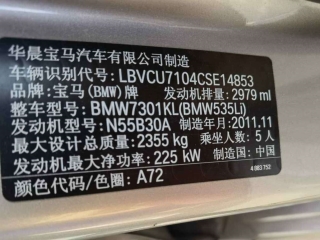 华晨宝马汽车有限公司制造
车辆识别代号:LBVCU7104CSE14853
品牌:宝马(BMW)牌 发动机排量:2979 ml
整车型号:BMW7301KL(BMW535Li)
发动机型号:N55B30A 制造年月:2011.11
最大设计总质量:2355 kg 乘坐人数:5 人
发动机最大净功率:225 kW 制造国:中国
颜色代码/色圈:A72
4 083 752